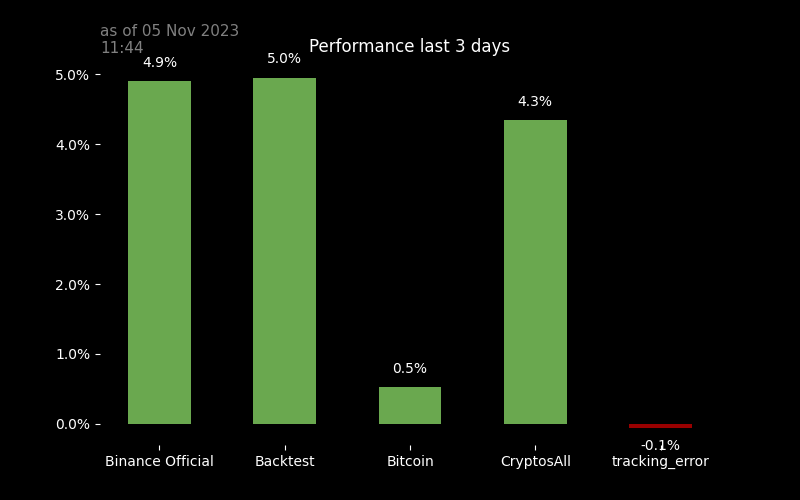 as of 05 Nov 2023
11:44
Performance last 3 days
5.0%
4.0%
3.0%
2.0%
1.0%
0.0%
4.9%
5.0%
0.5%
4.3%
-0.1%
Binance Official
Backtest
Bitcoin
CryptosAll
tracking_error